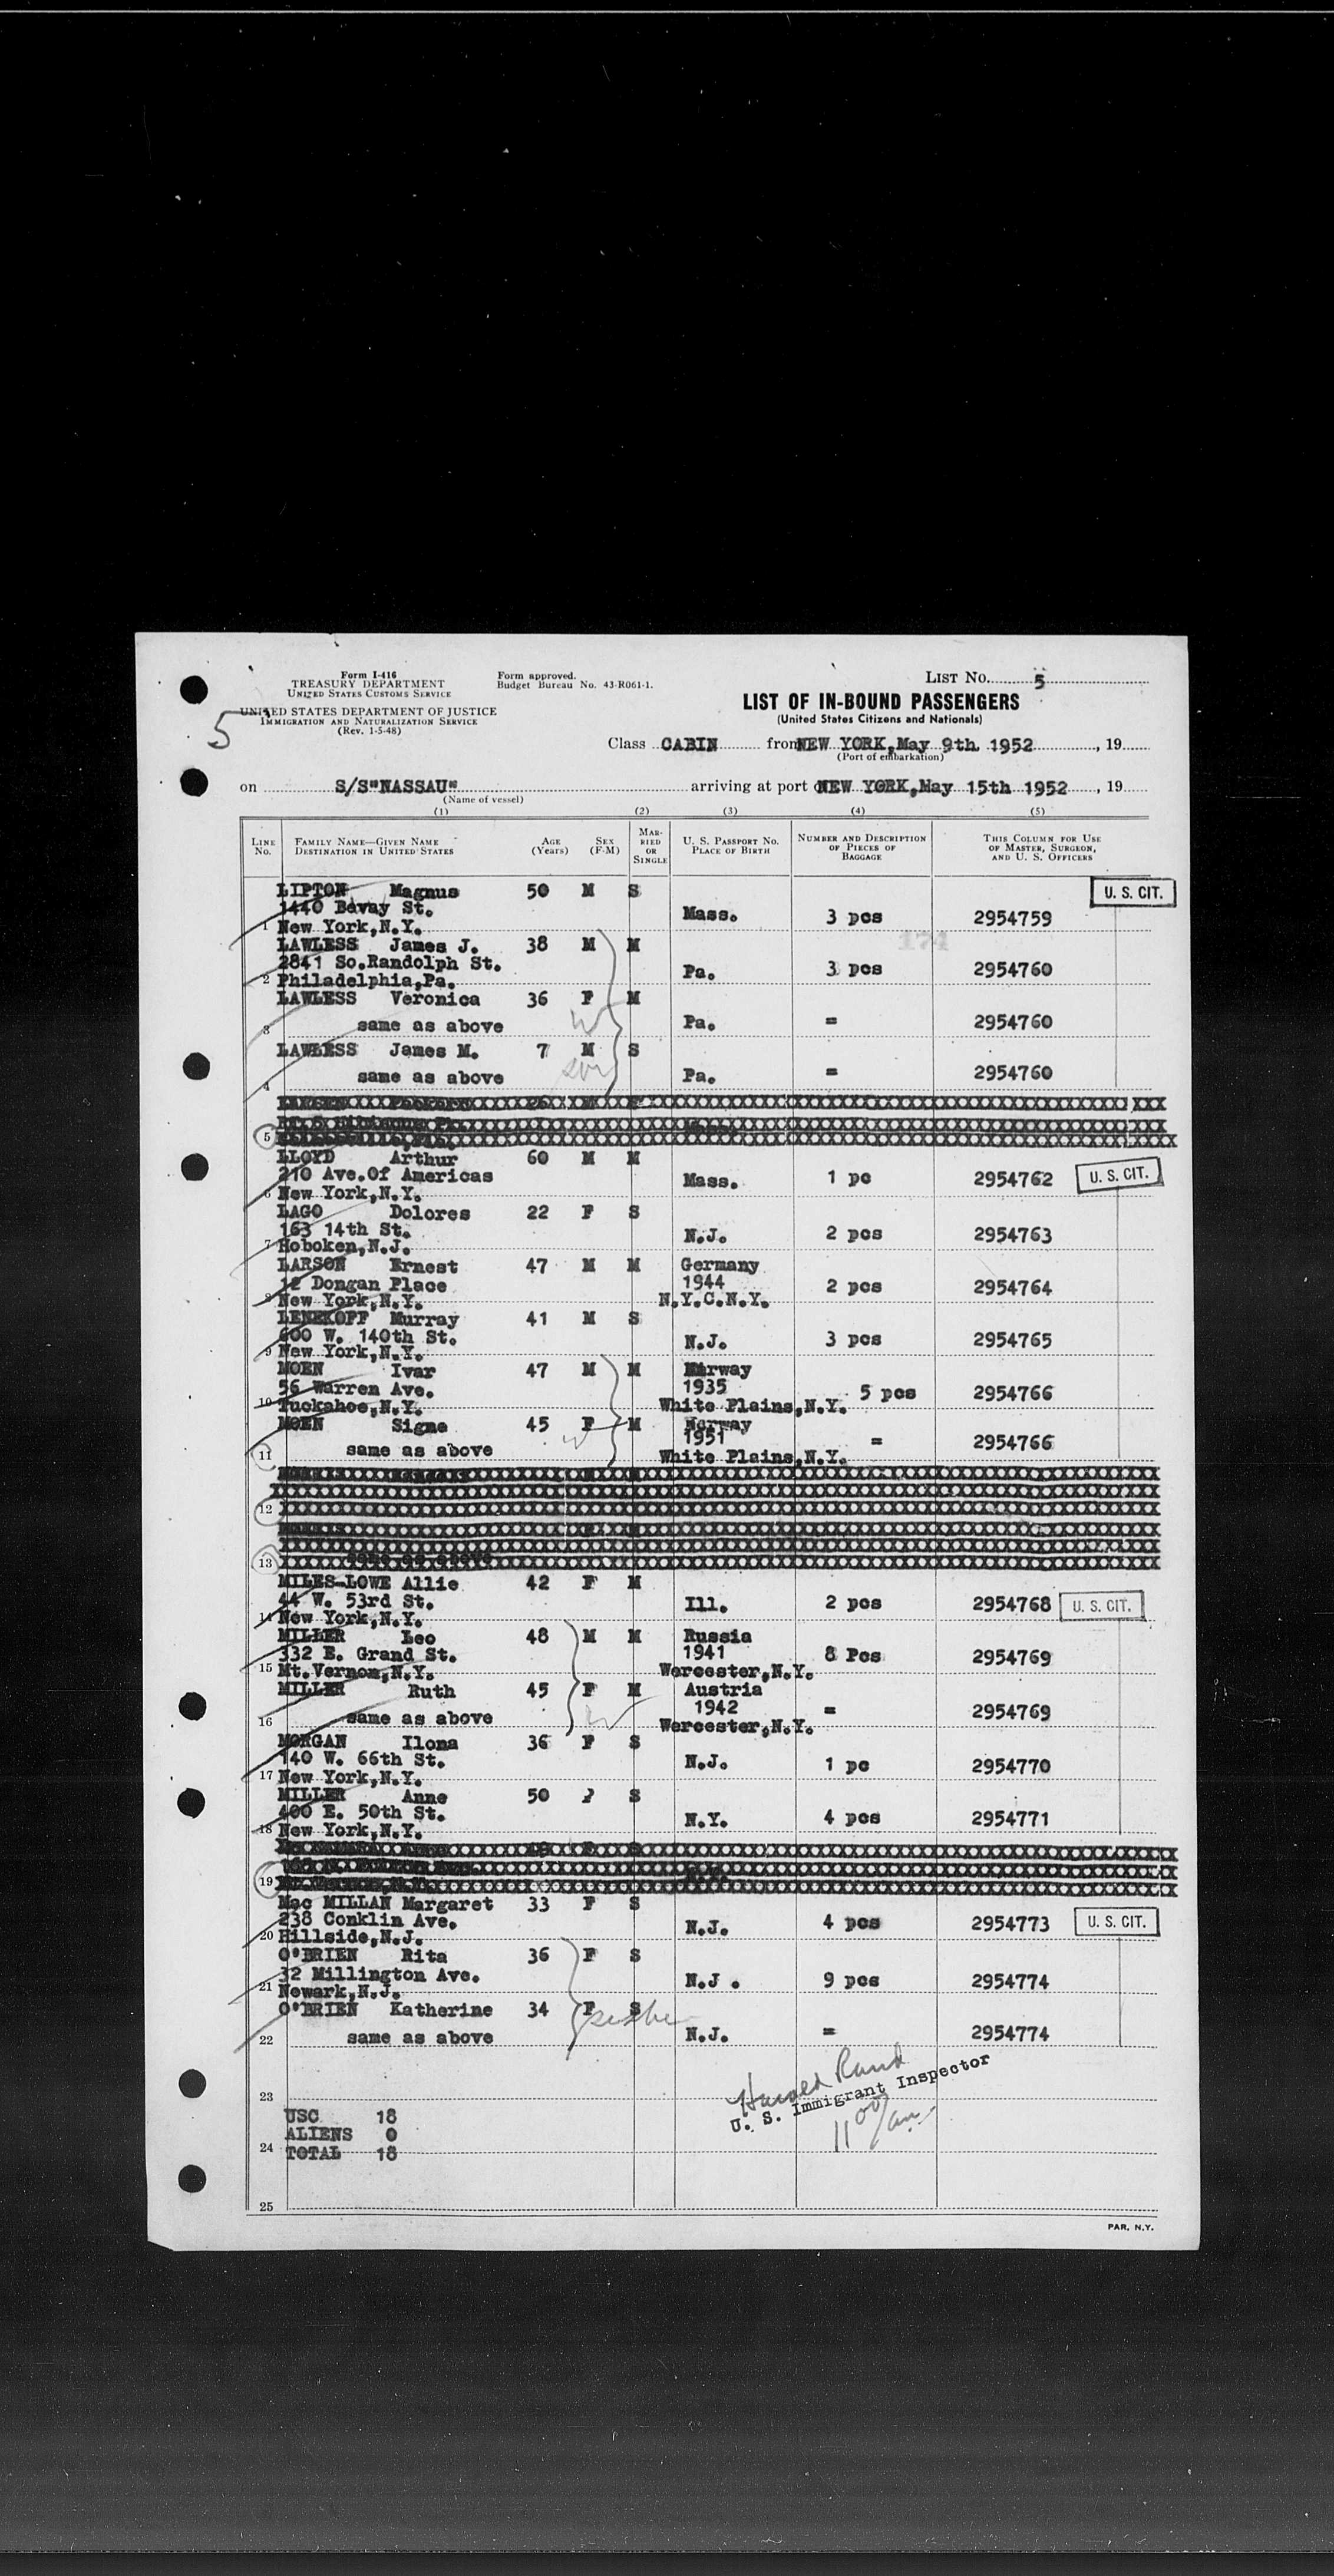 Form I-416
TREASURY DEPARTMENT
UNITED STATES CUSTOMS SERVICE
UNITED STATES DEPARTMENT OF JUSTICE
IMMIGRATION AND NATURALIZATION SERVICE
(Rev. 1-5-48)
5
Form approved.
Budget Bureau No. 43-R061-1.
LIST No. 5
LIST OF IN-BOUND PASSENGERS
(United States Citizens and Nationals)
Class CABIN from NEW YORK,May 9th 1952, 19
(Port of embarkation)
on S/S"NASSAU" arriving at port of NEW YORK,May 15th 1952, 19
(Name of vessel)
(1) (2) (3) (4) (5)
LINE No. FAMILY NAME—GIVEN NAME DESTINATION IN UNITED STATES AGE (Years) SEX (F-M) MARRIED OR SINGLE U. S. PASSPORT No. PLACE OF BIRTH NUMBER AND DESCRIPTION OF PIECES OF BAGGAGE THIS COLUMN FOR USE OF MASTER, SURGEON, AND U. S. OFFICERS
LIPTON Magnus 50 M S U. S. CIT.
1440 Bevay St. Mass. 3 pcs 2954759
1 New York,N.Y. 174
LAWLESS James J. 38 M M
2841 So.Randolph St. Pa. 3 pcs 2954760
2 Philadelphia,Pa.
LAWLESS Veronica 36 F M
3 same as above W Pa. = 2954760
LAWLESS James M. 7 M S
4 same as above son Pa. = 2954760
5
LLOYD Arthur 60 M M
210 Ave.Of Americas Mass. 1 pc 2954762 U. S. CIT.
6 New York,N.Y.
LAGO Dolores 22 F S
163 14th St. N.J. 2 pcs 2954763
7 Hoboken,N.J.
LARSON Ernest 47 M M Germany
12 Dongan Place 1944 2 pcs 2954764
8 New York,N.Y. N.Y.C.N.Y.
LENEKOFF Murray 41 M S
600 W. 140th St. N.J. 3 pcs 2954765
9 New York,N.Y.
MOEN Ivar 47 M M Norway
56 Warren Ave. 1935 5 pcs 2954766
10 Tuckahoe,N.Y. White Plains,N.Y.
MOEN Signe 45 F M Norway
w 1951
11 same as above = 2954766
White Plains,N.Y.
12
13 same as above
MILES-LOWE Allie 42 F M
44 W. 53rd St. Ill. 2 pcs 2954768 U. S. CIT.
14 New York,N.Y.
MILLER Leo 48 M M Russia
332 E. Grand St. 1941 8 Pcs 2954769
15 Mt.Vernon,N.Y. Worcester,N.Y.
MILLER Ruth 45 F M Austria
16 same as above W 1942 = 2954769
Worcester,N.Y.
MORGAN Ilona 36 F S
140 W. 66th St. N.J. 1 pc 2954770
17 New York,N.Y.
MILLER Anne 50 F S
400 E. 50th St. N.Y. 4 pcs 2954771
18 New York,N.Y.
19
Mac MILLAN Margaret 33 F S
238 Conklin Ave. N.J. 4 pcs 2954773 U. S. CIT.
20 Hillside,N.J.
O'BRIEN Rita 36 F S
32 Millington Ave. N.J. 9 pcs 2954774
21 Newark,N.J.
O'BRIEN Katherine 34 F S sister
22 same as above N.J. = 2954774
Harold Rand
U. S. Immigrant Inspector
23
11 00/am
USC 18
ALIENS 0
24 TOTAL 18
25
PAR, N.Y.